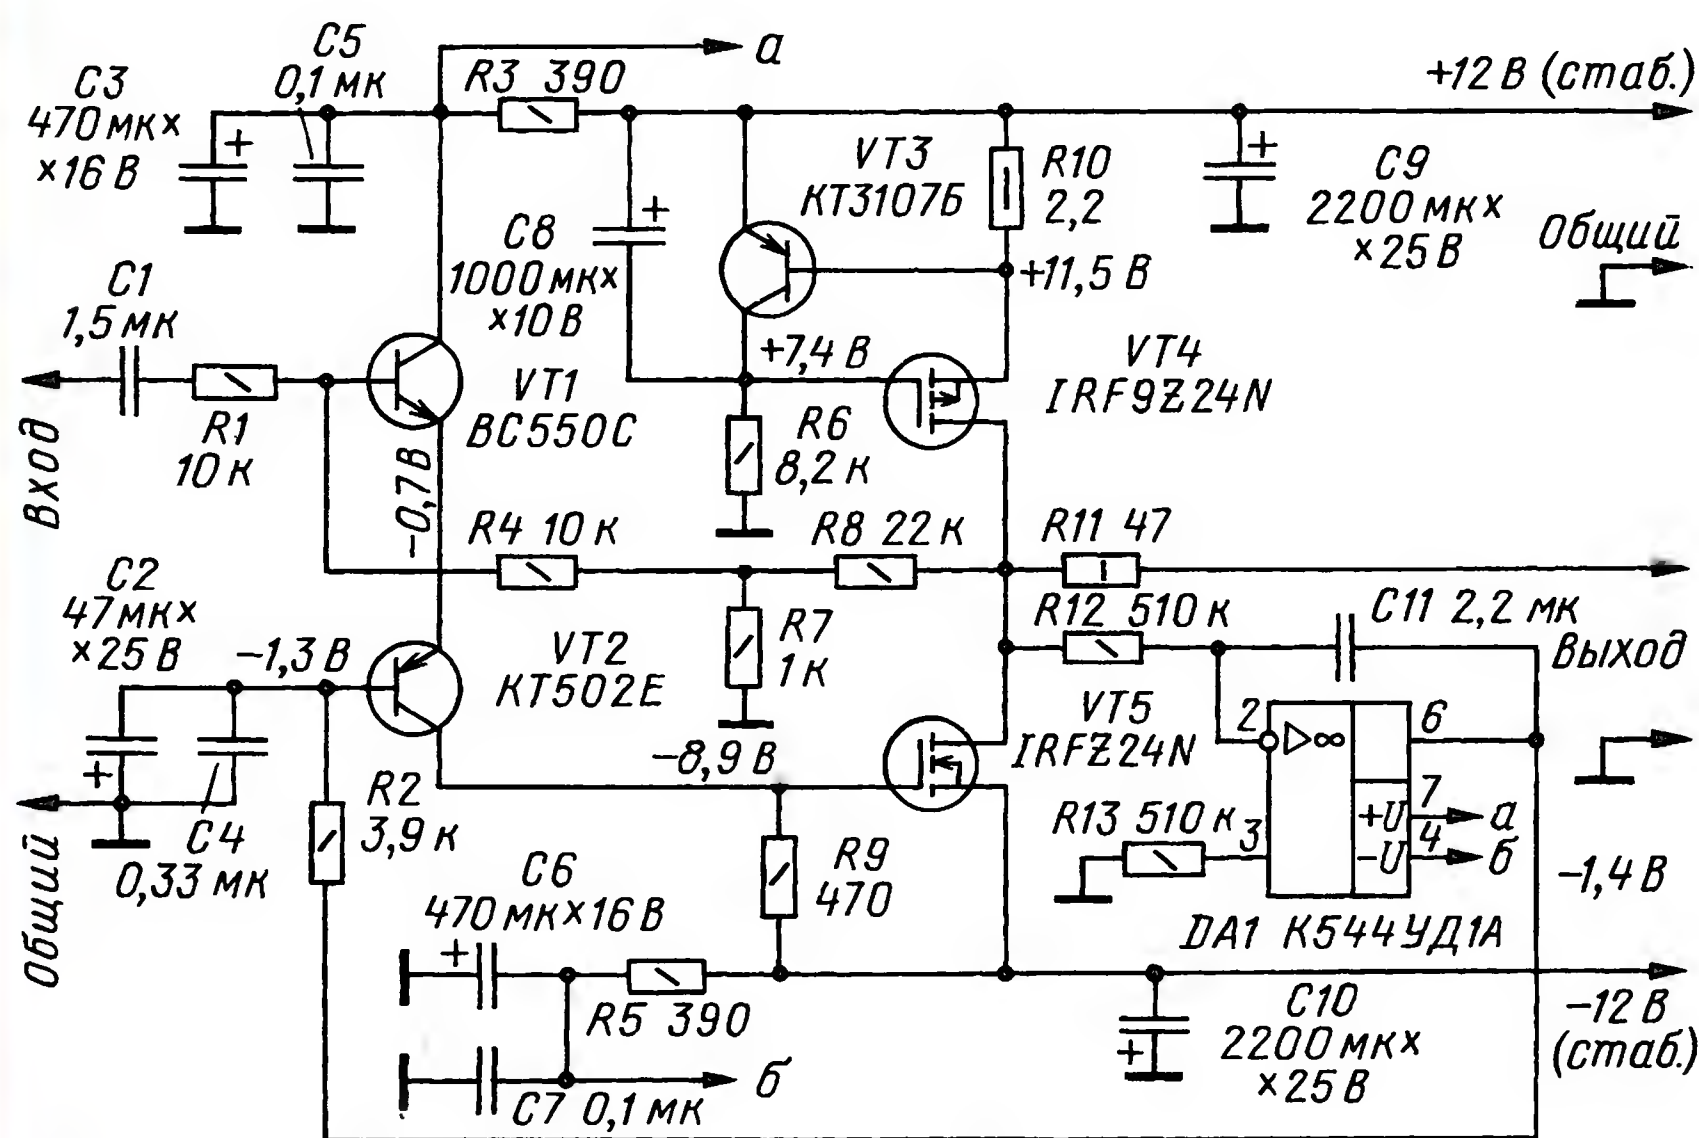 C3
470 мк×
×16 В
+
C5
0,1 мк
R3 390
а
+12 В (стаб.)
C1
1,5 мк
R1
10 к
Вход
VT1
BC550C
-0,7 В
C8
1000 мк×
×10 В
+
VT3
КТ3107Б
R10
2,2
+11,5 В
+
C9
2200 мк×
×25 В
Общий
+7,4 В
VT4
IRF9Z24N
R6
8,2 к
R4 10 к
R8 22 к
R11 47
C2
47 мк×
×25 В
+
-1,3 В
VT2
КТ502Е
R7
1 к
R12 510 к
C11 2,2 мк
Выход
-8,9 В
VT5
IRFZ24N
2
▷∞
6
7
+U
а
4
-U
б
3
R13 510 к
DA1 К544УД1А
-1,4 В
Общий
C4
0,33 мк
R2
3,9 к
R9
470
C6
470 мк×16 В
+
R5 390
C7 0,1 мк
б
+
C10
2200 мк×
×25 В
-12 В
(стаб.)